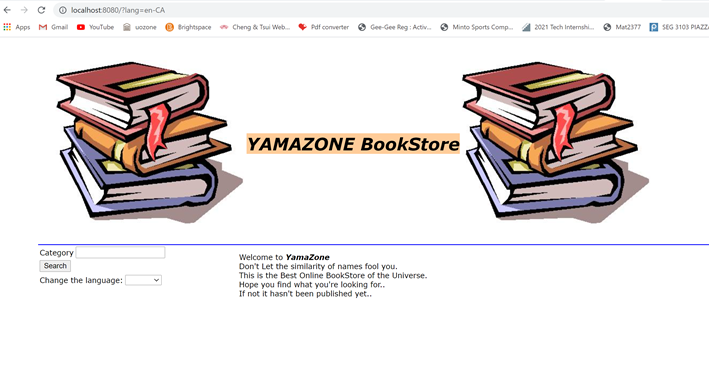 localhost:8080/?lang=en-CA
Apps Gmail YouTube uozone Brightspace Cheng & Tsui Web... Pdf converter Gee-Gee Reg : Activ... Minto Sports Comp... 2021 Tech Internshi... Mat2377 SEG 3103 PIAZZA
YAMAZONE BookStore
Category
Search
Change the language:
Welcome to YamaZone
Don't Let the similarity of names fool you.
This is the Best Online BookStore of the Universe.
Hope you find what you're looking for..
If not it hasn't been published yet..